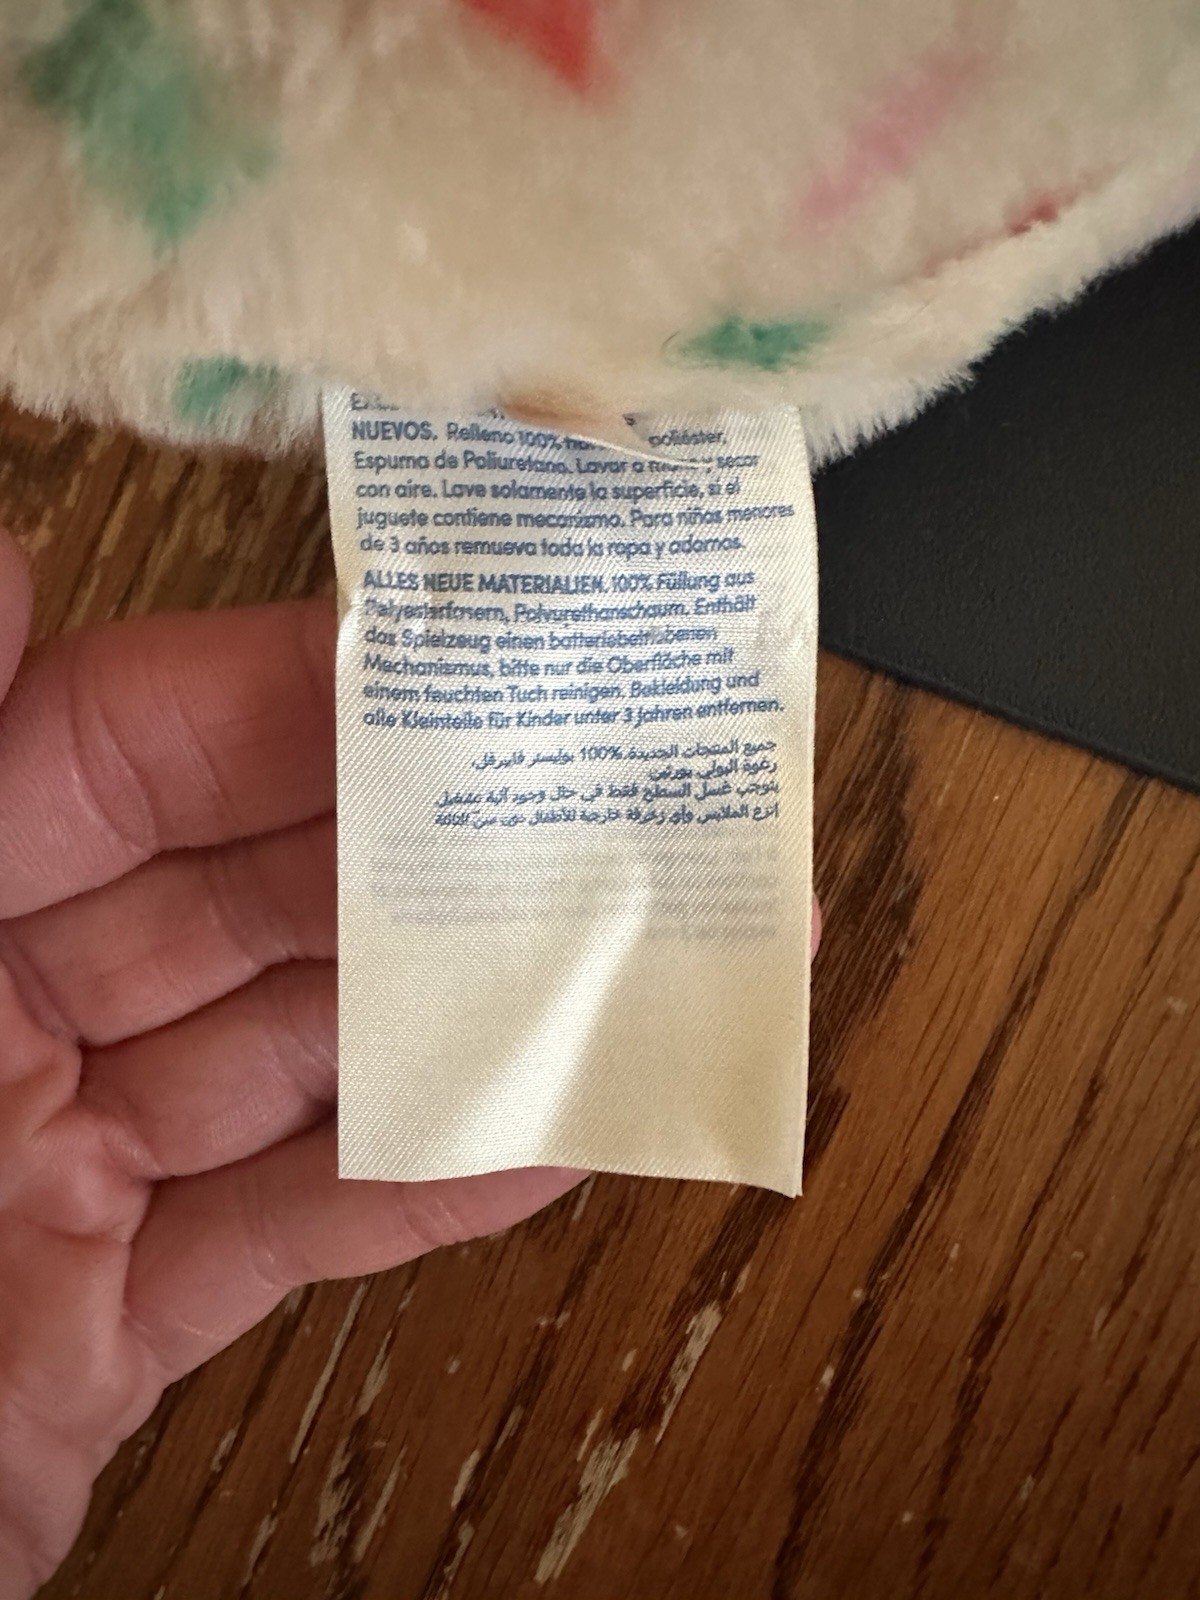 NUEVOS. Relleno 100% poliéster,
Espuma de Poliuretano. Lavar a mano y secar
con aire. Lave solamente la superficie, si el
juguete contiene mecanizmo. Para niños menores
de 3 años remueva toda la ropa y adornos.
ALLES NEUE MATERIALIEN. 100% Füllung aus
Polyesterfasern, Polyurethanschaum. Enthält
das Spielzeug einen batteriebetriebenen
Mechanismus, bitte nur die Oberfläche mit
einem feuchten Tuch reinigen. Bekleidung und
alle Kleinteile für Kinder unter 3 Jahren entfernen.
جميع المنتجات الجديدة 100% بوليستر فايبرفل،
رغوة البولي يورثين
يتوجب غسل السطح فقط في حال وجود آلية تشغيل
انزع الملابس وأي زخرفة خارجية للأطفال دون سن الثالثة